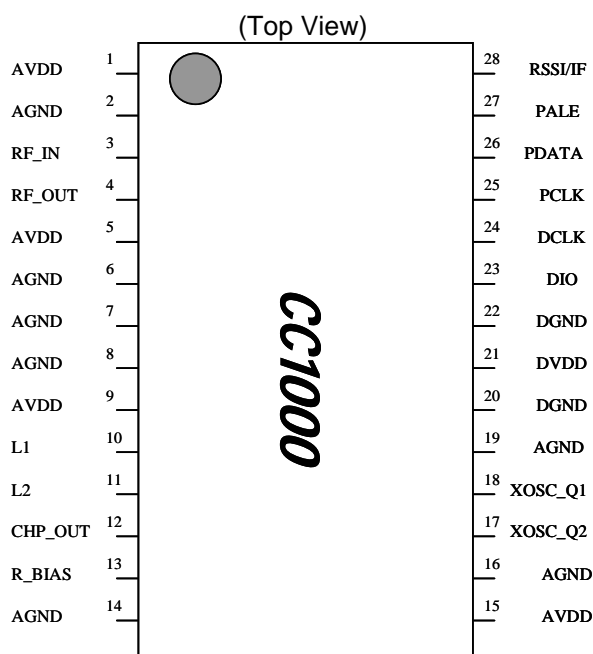 (Top View)
AVDD 1
AGND 2
RF_IN 3
RF_OUT 4
AVDD 5
AGND 6
AGND 7
AGND 8
AVDD 9
L1 10
L2 11
CHP_OUT 12
R_BIAS 13
AGND 14
CC1000
28 RSSI/IF
27 PALE
26 PDATA
25 PCLK
24 DCLK
23 DIO
22 DGND
21 DVDD
20 DGND
19 AGND
18 XOSC_Q1
17 XOSC_Q2
16 AGND
15 AVDD